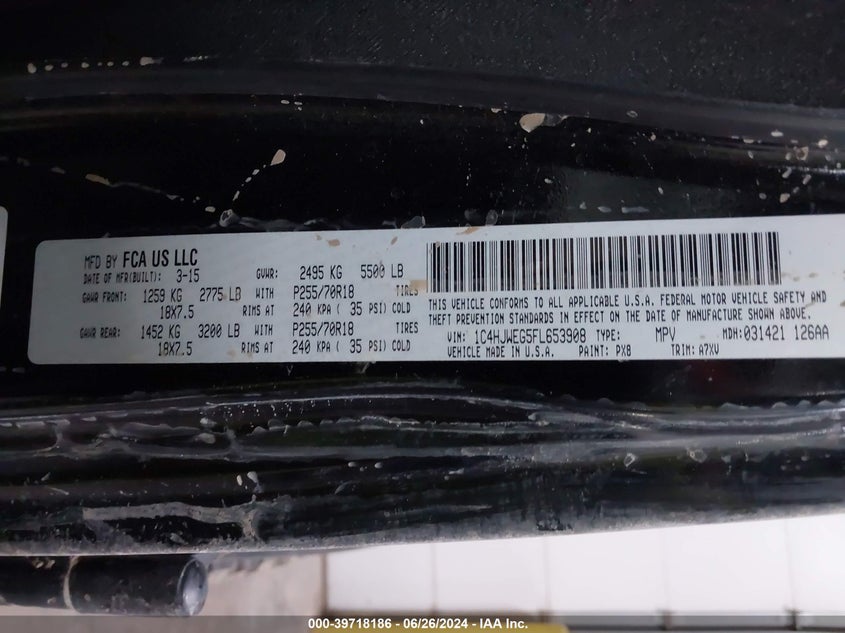 MFD BY FCA US LLC
DATE OF MFR(BUILT): 3-15 GVWR: 2495 KG 5500 LB
GAWR FRONT: 1259 KG 2775 LB WITH P255/70R18 TIRES
18X7.5 RIMS AT 240 KPA ( 35 PSI) COLD
GAWR REAR: 1452 KG 3200 LB WITH P255/70R18 TIRES
18X7.5 RIMS AT 240 KPA ( 35 PSI) COLD
THIS VEHICLE CONFORMS TO ALL APPLICABLE U.S.A. FEDERAL MOTOR VEHICLE SAFETY AND
THEFT PREVENTION STANDARDS IN EFFECT ON THE DATE OF MANUFACTURE SHOWN ABOVE.
VIN: 1C4HJWEG5FL653908 TYPE: MPV MDH: 031421 126AA
VEHICLE MADE IN U.S.A. PAINT: PX8 TRIM: A7XV
000-39718186 - 06/26/2024 - IAA Inc.